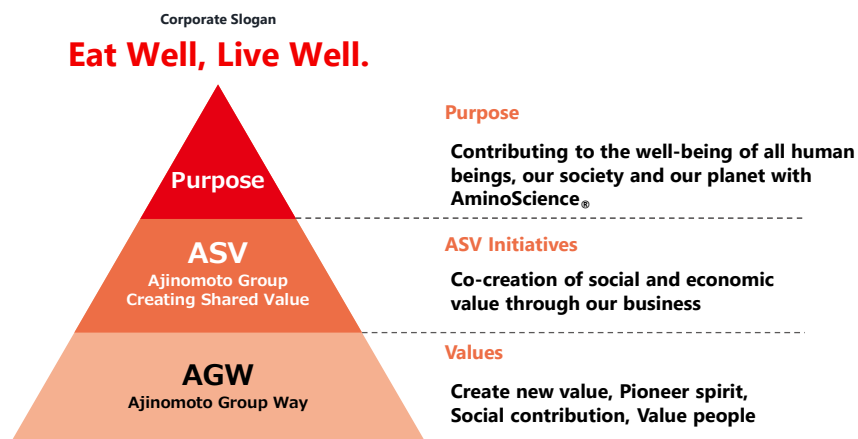 Corporate Slogan
Eat Well, Live Well.
Purpose
Purpose
Contributing to the well-being of all human
beings, our society and our planet with
AminoScience®
ASV
Ajinomoto Group
Creating Shared Value
ASV Initiatives
Co-creation of social and economic
value through our business
AGW
Ajinomoto Group Way
Values
Create new value, Pioneer spirit,
Social contribution, Value people